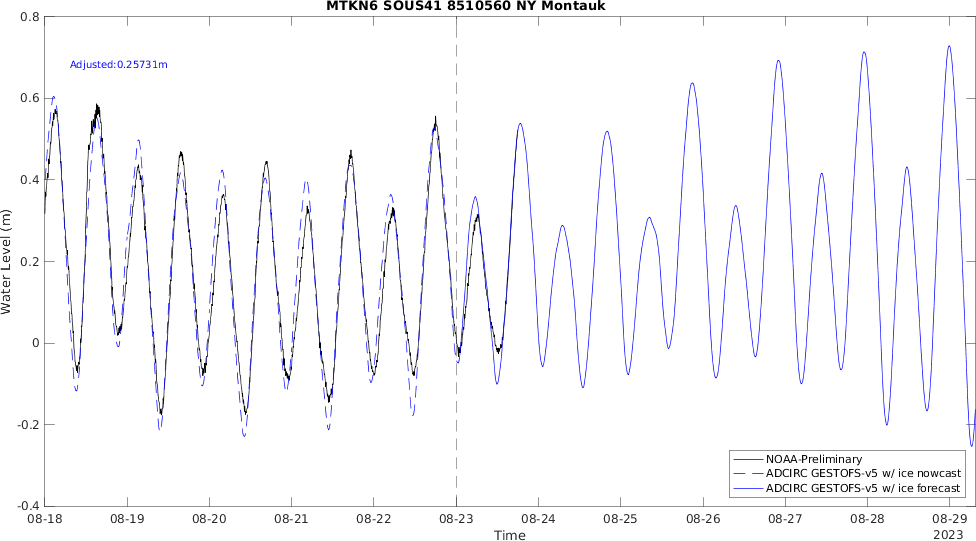 MTKN6 SOUS41 8510560 NY Montauk
Adjusted:0.25731m
Water Level (m)
0.8
0.6
0.4
0.2
0
-0.2
-0.4
NOAA-Preliminary
ADCIRC GESTOFS-v5 w/ ice nowcast
ADCIRC GESTOFS-v5 w/ ice forecast
08-18 08-19 08-20 08-21 08-22 08-23 08-24 08-25 08-26 08-27 08-28 08-29
2023
Time